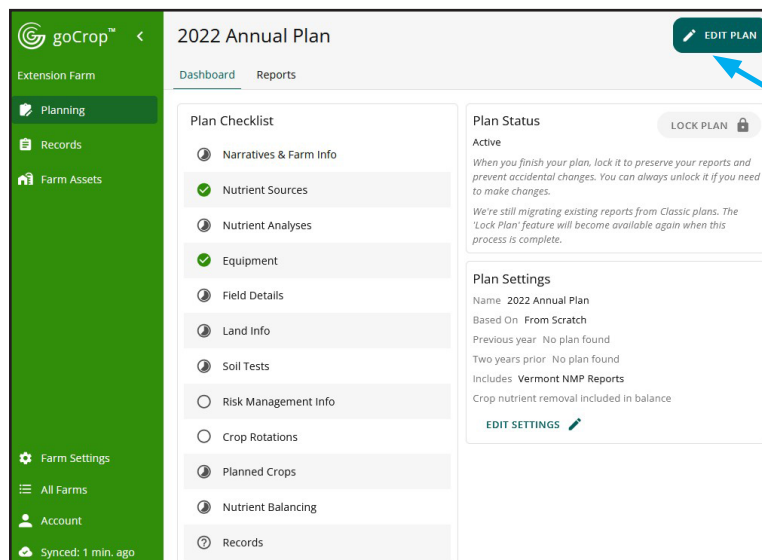 goCrop™
Extension Farm
Planning
Records
Farm Assets
Farm Settings
All Farms
Account
Synced: 1 min. ago
2022 Annual Plan
EDIT PLAN
Dashboard Reports
Plan Checklist
Narratives & Farm Info
Nutrient Sources
Nutrient Analyses
Equipment
Field Details
Land Info
Soil Tests
Risk Management Info
Crop Rotations
Planned Crops
Nutrient Balancing
Records
Plan Status
LOCK PLAN
Active
When you finish your plan, lock it to preserve your reports and
prevent accidental changes. You can always unlock it if you need
to make changes.
We're still migrating existing reports from Classic plans. The
'Lock Plan' feature will become available again when this
process is complete.
Plan Settings
Name 2022 Annual Plan
Based On From Scratch
Previous year No plan found
Two years prior No plan found
Includes Vermont NMP Reports
Crop nutrient removal included in balance
EDIT SETTINGS